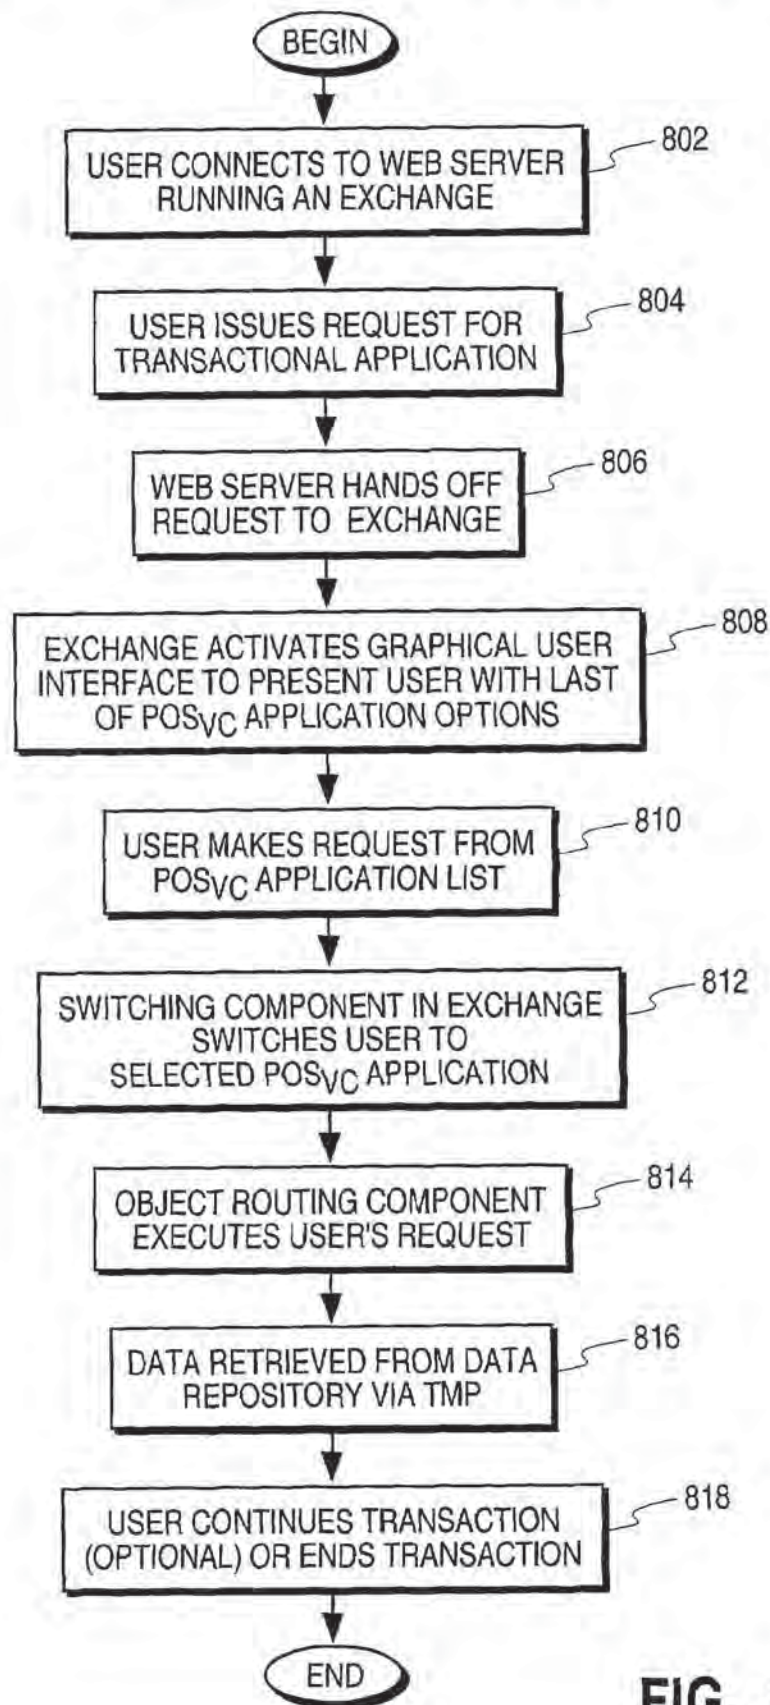 BEGIN
802
USER CONNECTS TO WEB SERVER
RUNNING AN EXCHANGE
804
USER ISSUES REQUEST FOR
TRANSACTIONAL APPLICATION
806
WEB SERVER HANDS OFF
REQUEST TO EXCHANGE
808
EXCHANGE ACTIVATES GRAPHICAL USER
INTERFACE TO PRESENT USER WITH LAST
OF POSVC APPLICATION OPTIONS
810
USER MAKES REQUEST FROM
POSVC APPLICATION LIST
812
SWITCHING COMPONENT IN EXCHANGE
SWITCHES USER TO
SELECTED POSVC APPLICATION
814
OBJECT ROUTING COMPONENT
EXECUTES USER'S REQUEST
816
DATA RETRIEVED FROM DATA
REPOSITORY VIA TMP
818
USER CONTINUES TRANSACTION
(OPTIONAL) OR ENDS TRANSACTION
END
FIG